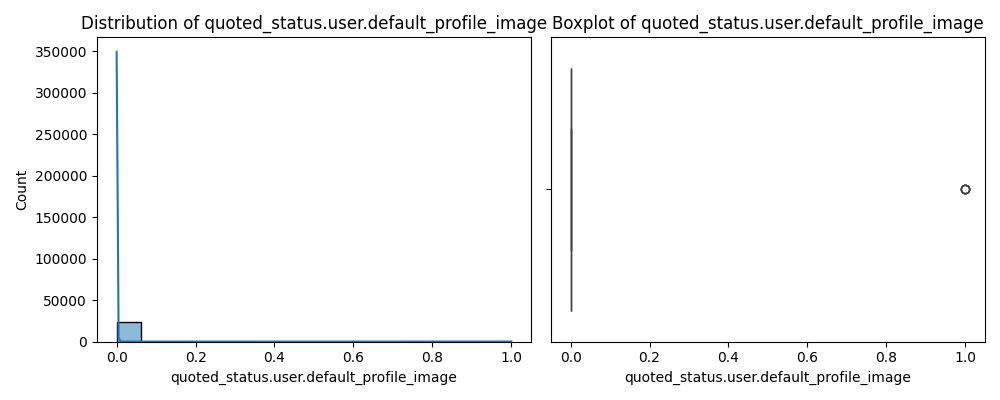 Distribution of quoted_status.user.default_profile_image
Boxplot of quoted_status.user.default_profile_image
Count
350000
300000
250000
200000
150000
100000
50000
0
0.0 0.2 0.4 0.6 0.8 1.0
quoted_status.user.default_profile_image
0.0 0.2 0.4 0.6 0.8 1.0
quoted_status.user.default_profile_image